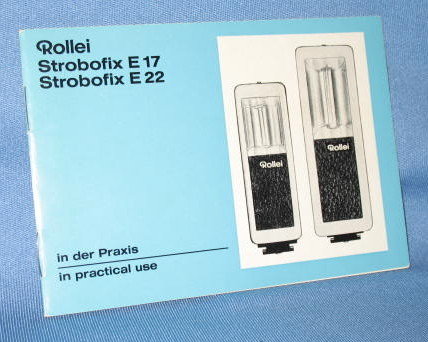 Rollei
Strobofix E 17
Strobofix E 22
Rollei
Rollei
in der Praxis
in practical use